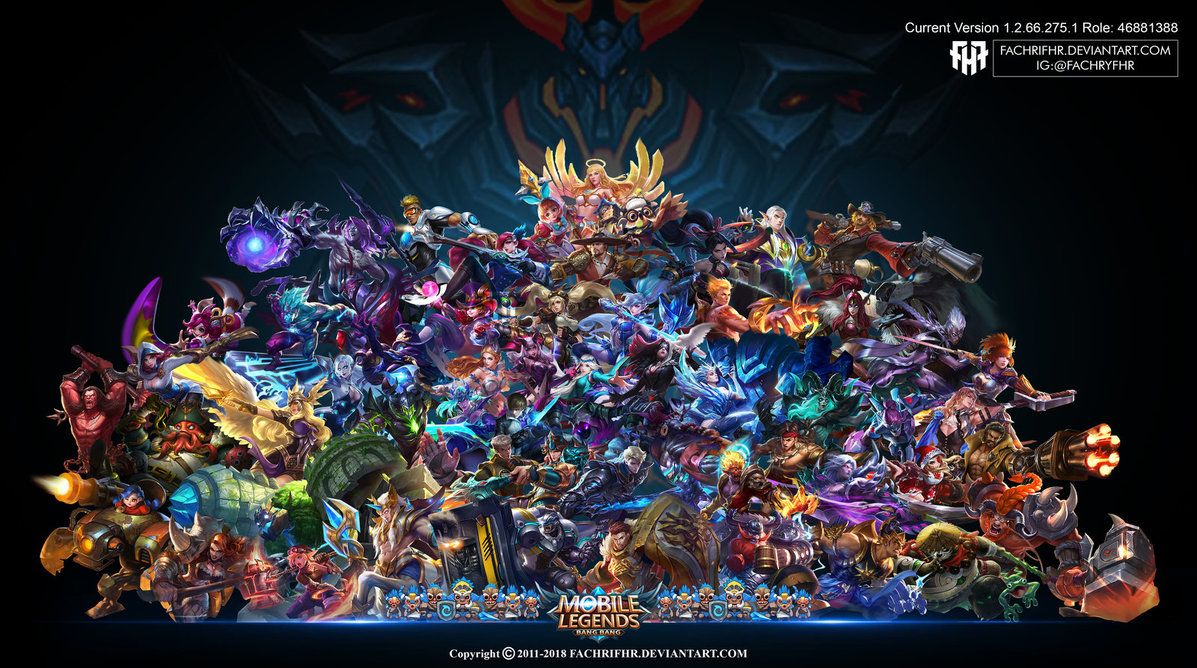 Current Version 1.2.66.275.1 Role: 46881388
FHR
FACHRIFHR.DEVIANTART.COM
IG:@FACHRYFHR
MOBILE
LEGENDS
BANG BANG
Copyright © 2011-2018 FACHRIFHR.DEVIANTART.COM